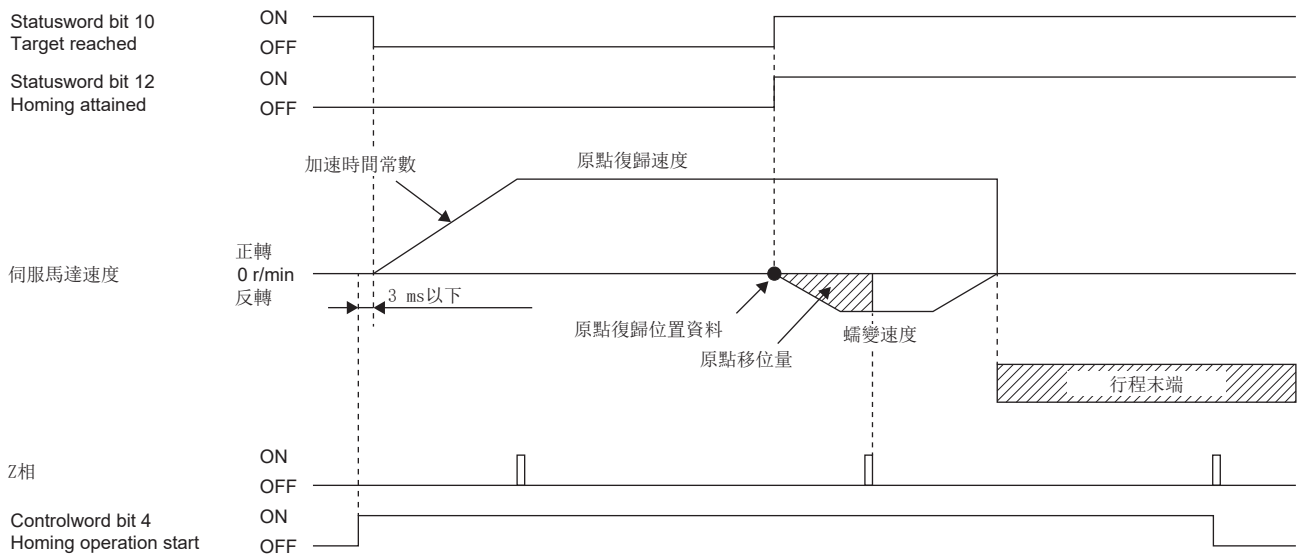 Statusword bit 10
Target reached
ON
OFF
Statusword bit 12
Homing attained
ON
OFF
加速時間常數
原點復歸速度
伺服馬達速度
正轉
0 r/min
反轉
3 ms以下
原點復歸位置資料
原點移位量
蠕變速度
行程末端
Z相
ON
OFF
Controlword bit 4
Homing operation start
ON
OFF